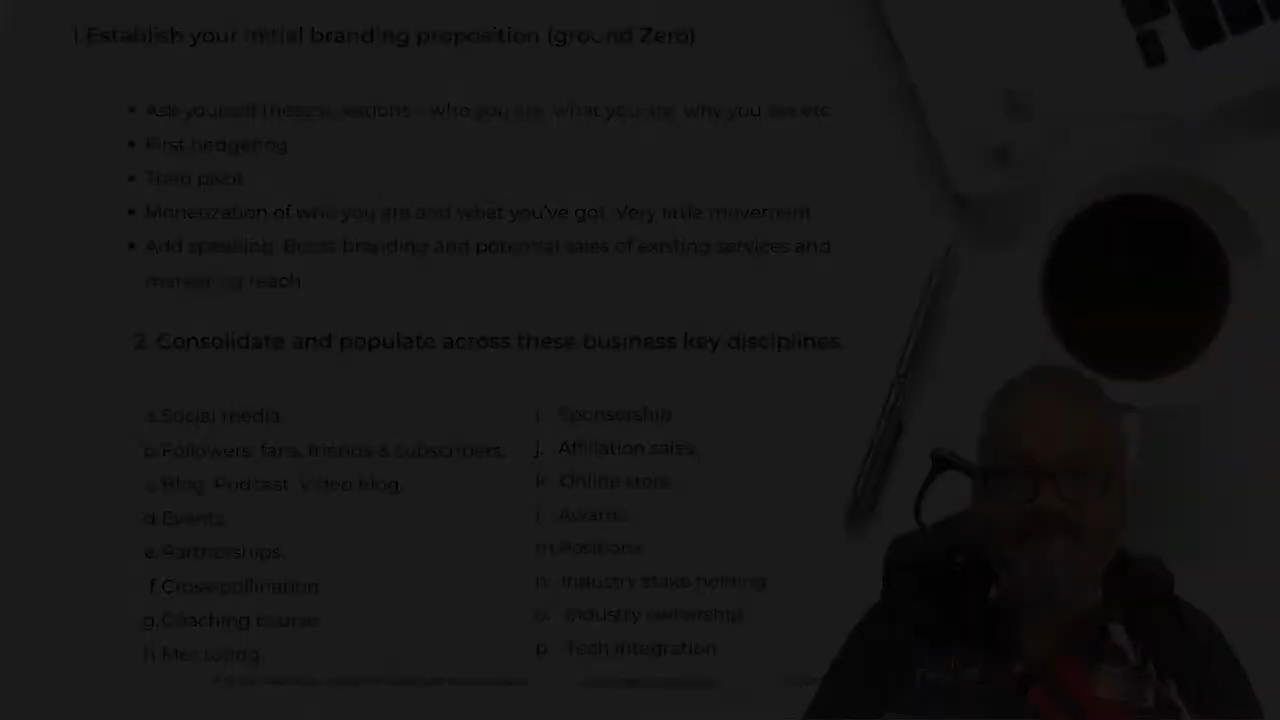 1.Establish your initial branding proposition (ground Zero)
• Ask yourself these questions - who you are, what you are, why you are etc.
• First hedgerling
• Then pivot
• Monetization of who you are and what you've got. Very little movement
• Add speaking. Boost branding and potential sales of existing services and
marketing reach.
2. Consolidate and populate across these business key disciplines.
a.Social media.
b.Followers, fans, friends & subscribers.
c.Blog. Podcast. Video blog.
d.Events.
e.Partnerships.
f.Cross-pollination
g.Coaching course
h.Mentoring.
i. Sponsorship
j. Affiliation sales.
k. Online store.
l. Awards.
m.Positions.
n. Industry stake holding
o. Industry ownership
p. Tech integration